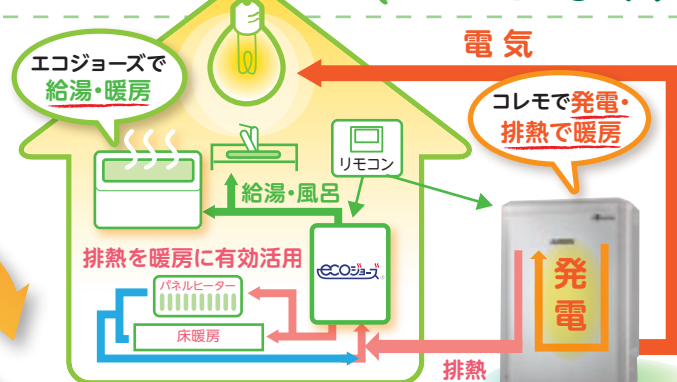 電気
エコジョーズで
給湯・暖房
コレモで発電・
排熱で暖房
リモコン
給湯・風呂
排熱を暖房に有効活用
ecoジョーズ
パネルヒーター
床暖房
発電
排熱